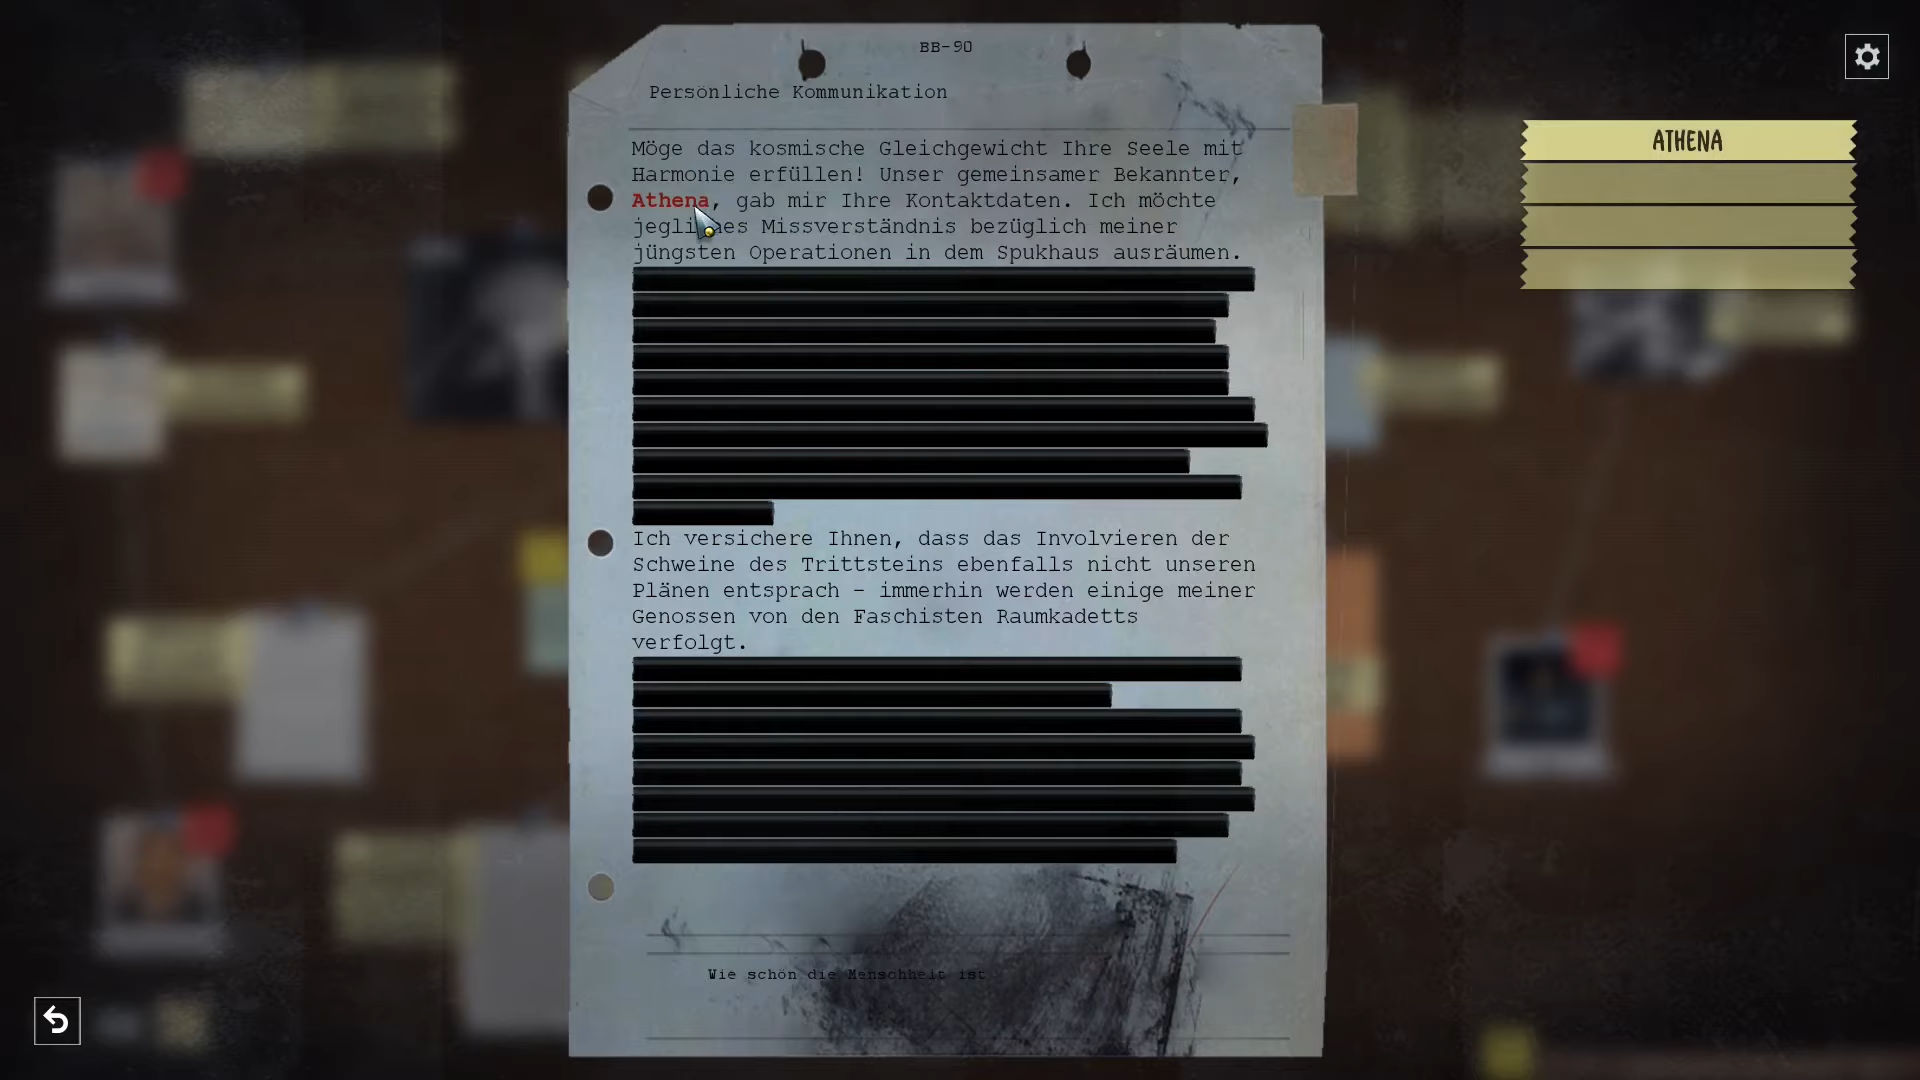 BB-90
Persönliche Kommunikation
Möge das kosmische Gleichgewicht Ihre Seele mit
Harmonie erfüllen! Unser gemeinsamer Bekannter,
Athena, gab mir Ihre Kontaktdaten. Ich möchte
jegliches Missverständnis bezüglich meiner
jüngsten Operationen in dem Spukhaus ausräumen.
Ich versichere Ihnen, dass das Involvieren der
Schweine des Trittsteins ebenfalls nicht unseren
Plänen entsprach - immerhin werden einige meiner
Genossen von den Faschisten Raumkadetts
verfolgt.
Wie schön die Menschheit ist
ATHENA